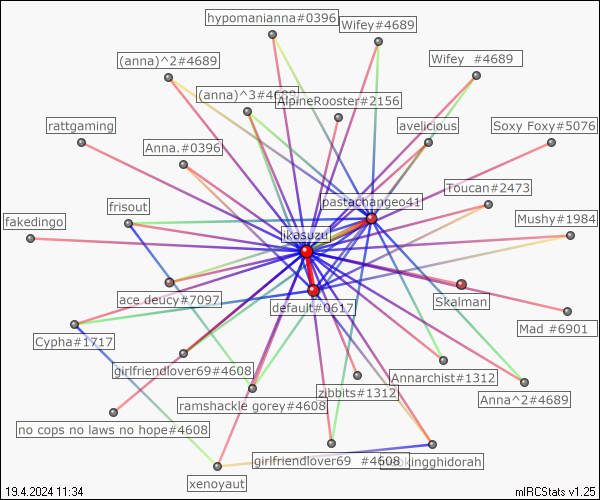 hypomanianna#0396
Wifey#4689
(anna)^2#4689
Wifey #4689
(anna)^3#4689
AlpineRooster#2156
rattgaming
avelicious
Soxy Foxy#5076
Anna.#0396
Toucan#2473
pastachangeo41
frisout
fakedingo
Mushy#1984
jkasuzu
ace deucy#7097
Skalman
default#0617
Cypha#1717
Mad #6901
girlfriendlover69#4608
Annarchist#1312
zibbits#1312
Anna^2#4689
ramshackle gorey#4608
no cops no laws no hope#4608
girlfriendlover69 #4608
kingghidorah
xenoyaut
19.4.2024 11:34
mIRCStats v1.25